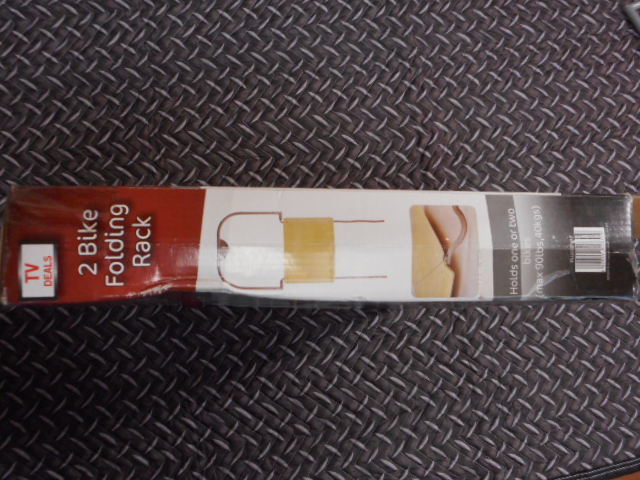 TV
DEALS
2 Bike
Folding
Rack
Holds one or two
bikes
(max 90lbs,40kgs)